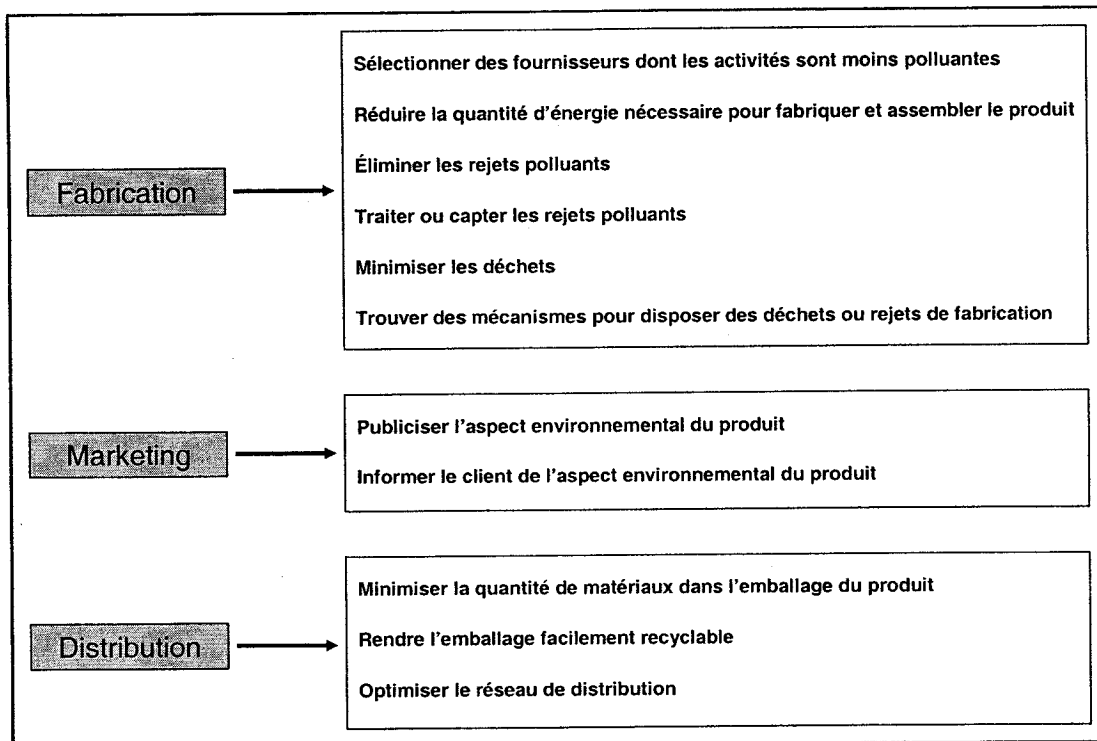 Fabrication
Sélectionner des fournisseurs dont les activités sont moins polluantes
Réduire la quantité d'énergie nécessaire pour fabriquer et assembler le produit
Éliminer les rejets polluants
Traiter ou capter les rejets polluants
Minimiser les déchets
Trouver des mécanismes pour disposer des déchets ou rejets de fabrication
Marketing
Publiciser l'aspect environnemental du produit
Informer le client de l'aspect environnemental du produit
Distribution
Minimiser la quantité de matériaux dans l'emballage du produit
Rendre l'emballage facilement recyclable
Optimiser le réseau de distribution